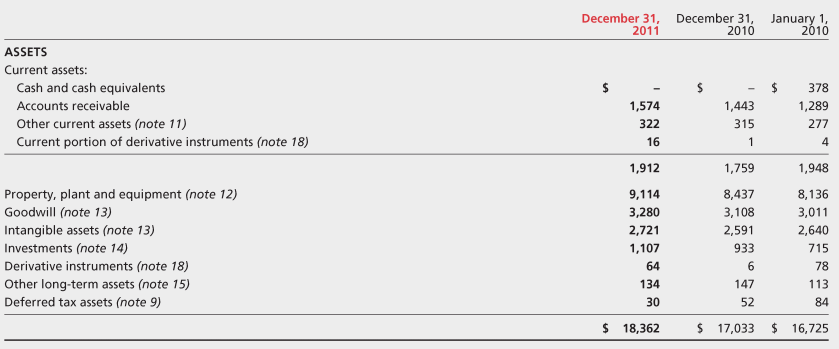 December 31, December 31, January 1,
2011 2010 2010
ASSETS
Current assets:
Cash and cash equivalents $ – $ – $ 378
Accounts receivable 1,574 1,443 1,289
Other current assets (note 11) 322 315 277
Current portion of derivative instruments (note 18) 16 1 4
1,912 1,759 1,948
Property, plant and equipment (note 12) 9,114 8,437 8,136
Goodwill (note 13) 3,280 3,108 3,011
Intangible assets (note 13) 2,721 2,591 2,640
Investments (note 14) 1,107 933 715
Derivative instruments (note 18) 64 6 78
Other long-term assets (note 15) 134 147 113
Deferred tax assets (note 9) 30 52 84
$ 18,362 $ 17,033 $ 16,725